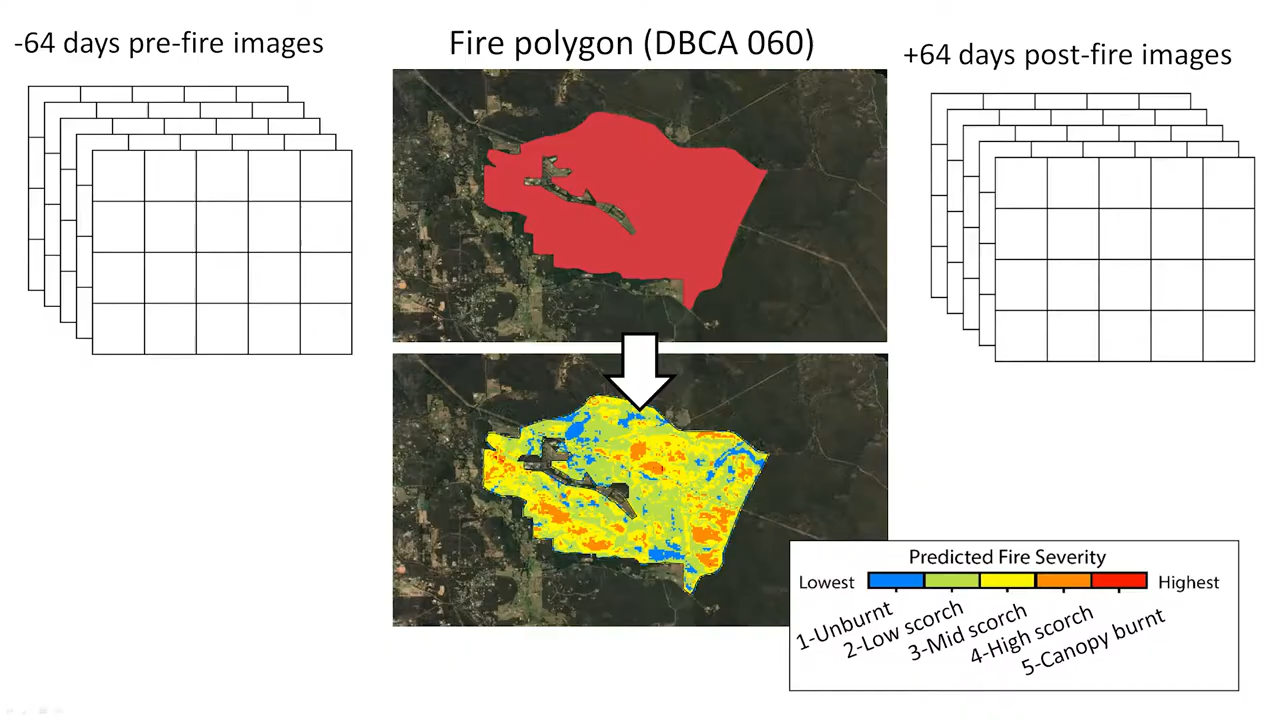 -64 days pre-fire images
Fire polygon (DBCA 060)
+64 days post-fire images
Predicted Fire Severity
Lowest
Highest
1-Unburnt
2-Low scorch
3-Mid scorch
4-High scorch
5-Canopy burnt